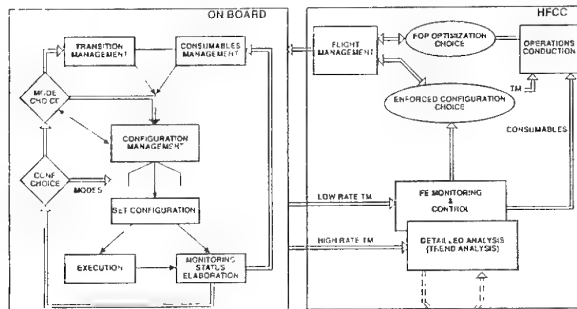 ON BOARD
TRANSITION
MANAGEMENT
CONSUMABLES
MANAGEMENT
MODE
CHOICE
CONFIGURATION
MANAGEMENT
CONF
CHOICE
MODES
SET CONFIGURATION
EXECUTION
MONITORING
STATUS
ELABORATION
HFCC
FLIGHT
MANAGEMENT
FOP OPTIMIZATION
CHOICE
OPERATIONS
CONDUCTION
TM
ENFORCED CONFIGURATION
CHOICE
CONSUMABLES
LOW RATE TM
FE MONITORING
&
CONTROL
HIGH RATE TM
DETAILED ANALYSIS
(TREND ANALYSIS)